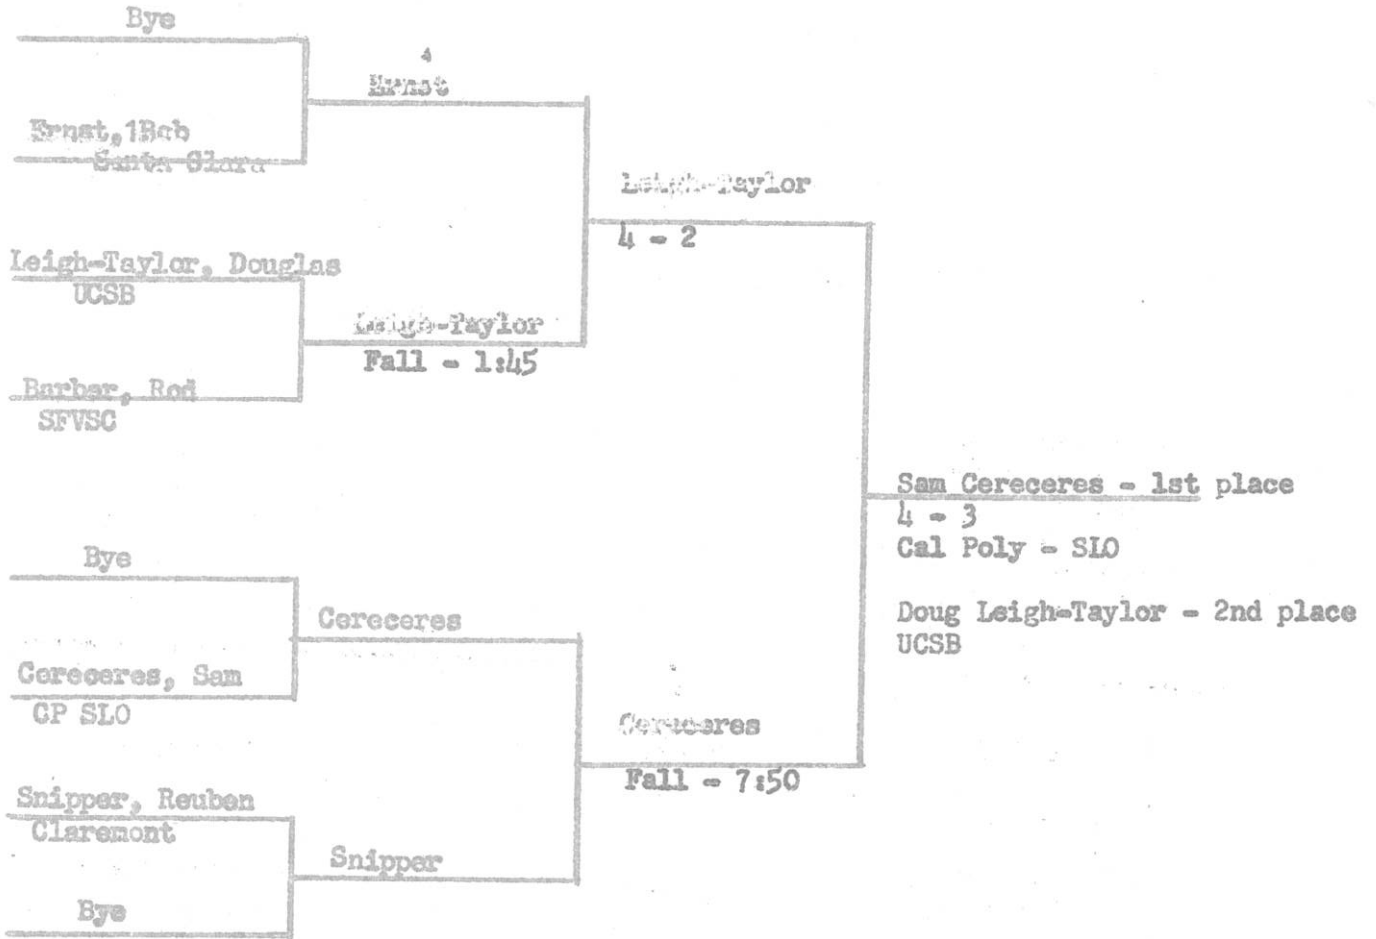 Bye
Ernst
Ernst, 1Bob
Santa Clara
Leigh-Taylor
4 - 2
Leigh-Taylor, Douglas
UCSB
Leigh-Taylor
Fall - 1:45
Barber, Rod
SFVSC
Sam Cereceres - 1st place
4 - 3
Cal Poly - SLO
Doug Leigh-Taylor - 2nd place
UCSB
Bye
Cereceres
Cereceres, Sam
CP SLO
Cereceres
Fall - 7:50
Snipper, Reuben
Claremont
Snipper
Bye